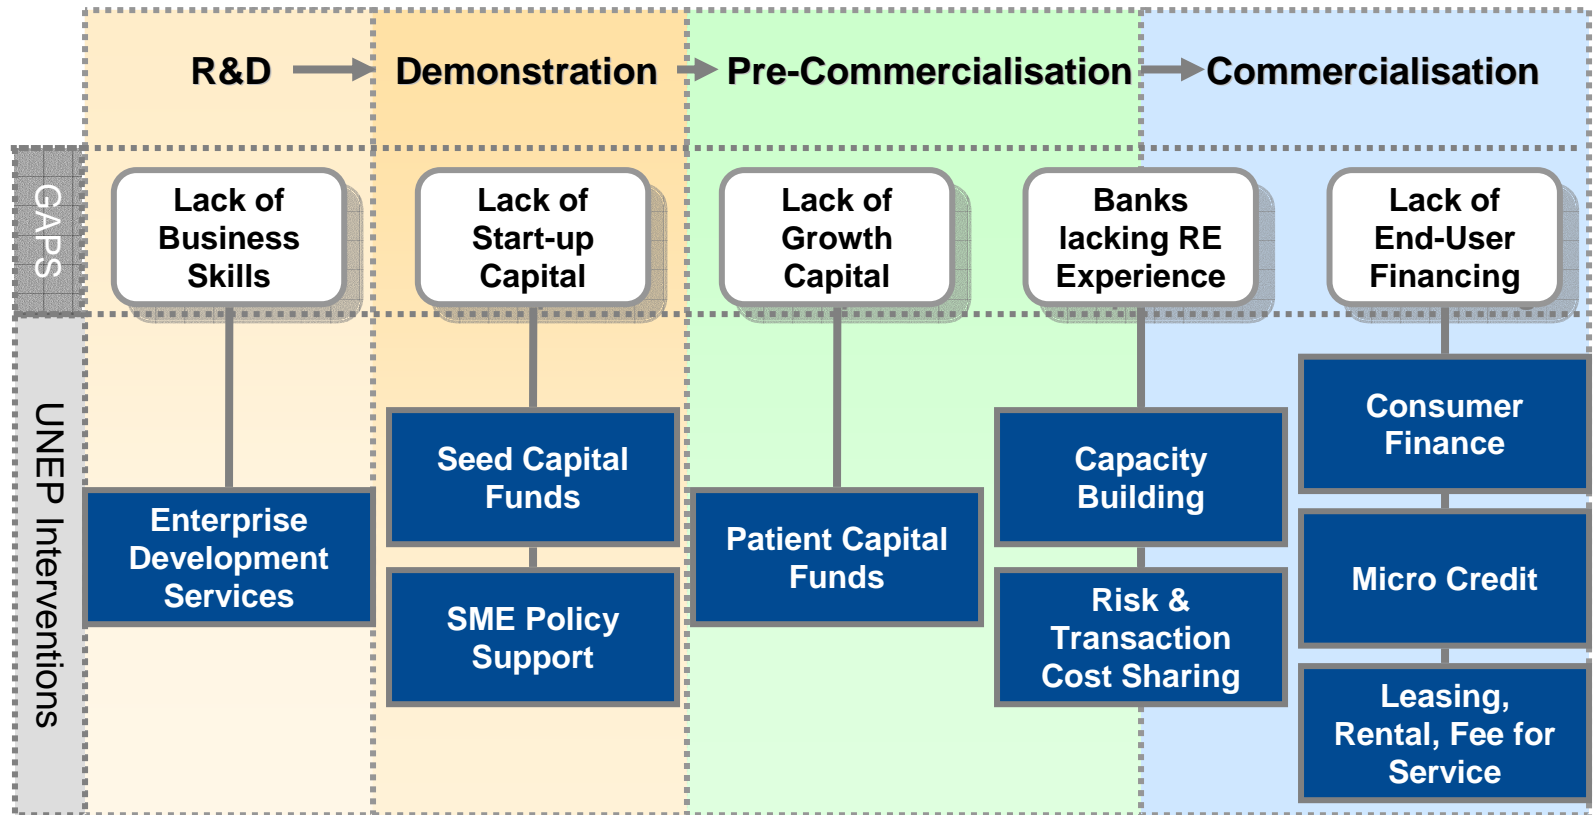 R&D
Demonstration
Pre-Commercialisation
Commercialisation
GAPS
Lack of
Business
Skills
Lack of
Start-up
Capital
Lack of
Growth
Capital
Banks
lacking RE
Experience
Lack of
End-User
Financing
UNEP Interventions
Enterprise
Development
Services
Seed Capital
Funds
SME Policy
Support
Patient Capital
Funds
Capacity
Building
Risk &
Transaction
Cost Sharing
Consumer
Finance
Micro Credit
Leasing,
Rental, Fee for
Service